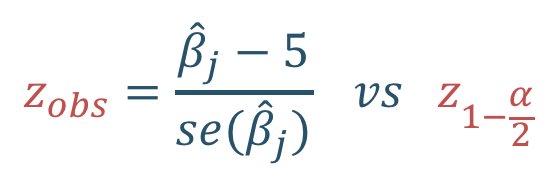 z_obs = (β̂_j − 5) / se(β̂_j) vs z_{1−α/2}